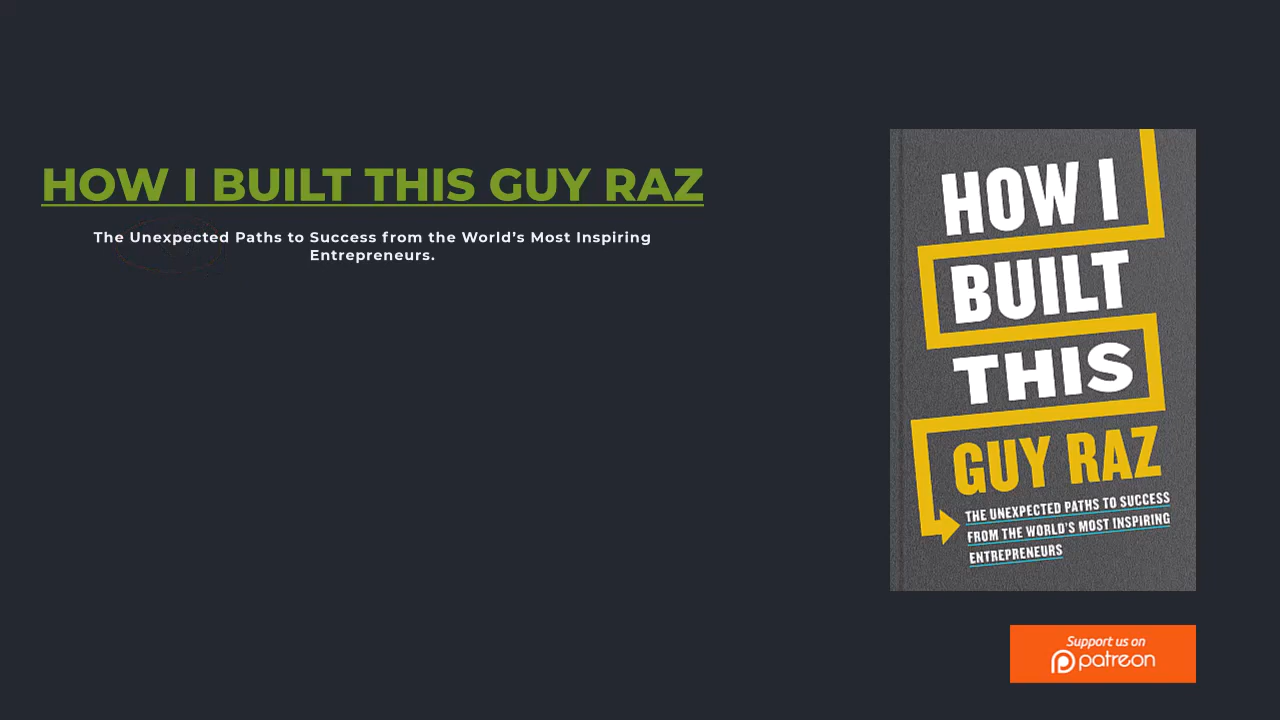 HOW I BUILT THIS GUY RAZ
The Unexpected Paths to Success from the World’s Most Inspiring
Entrepreneurs.
HOW I
BUILT
THIS
GUY RAZ
THE UNEXPECTED PATHS TO SUCCESS
FROM THE WORLD'S MOST INSPIRING
ENTREPRENEURS
Support us on
patreon